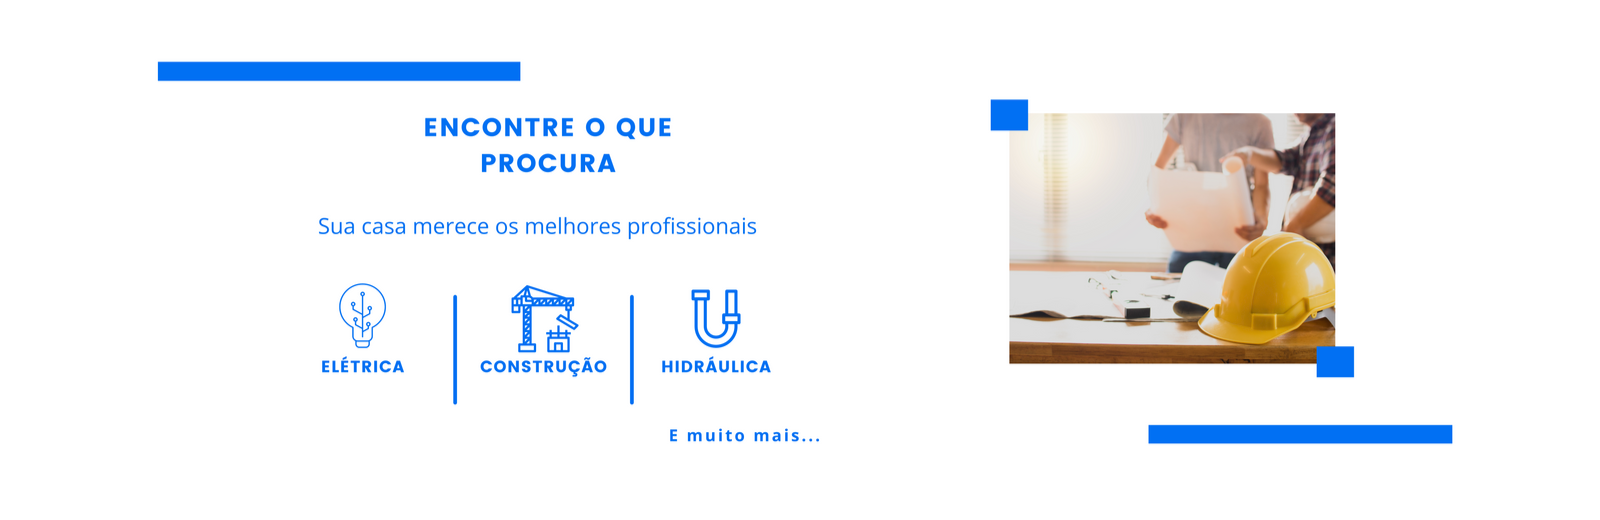 ENCONTRE O QUE
PROCURA
Sua casa merece os melhores profissionais
ELÉTRICA
CONSTRUÇÃO
HIDRÁULICA
E muito mais...